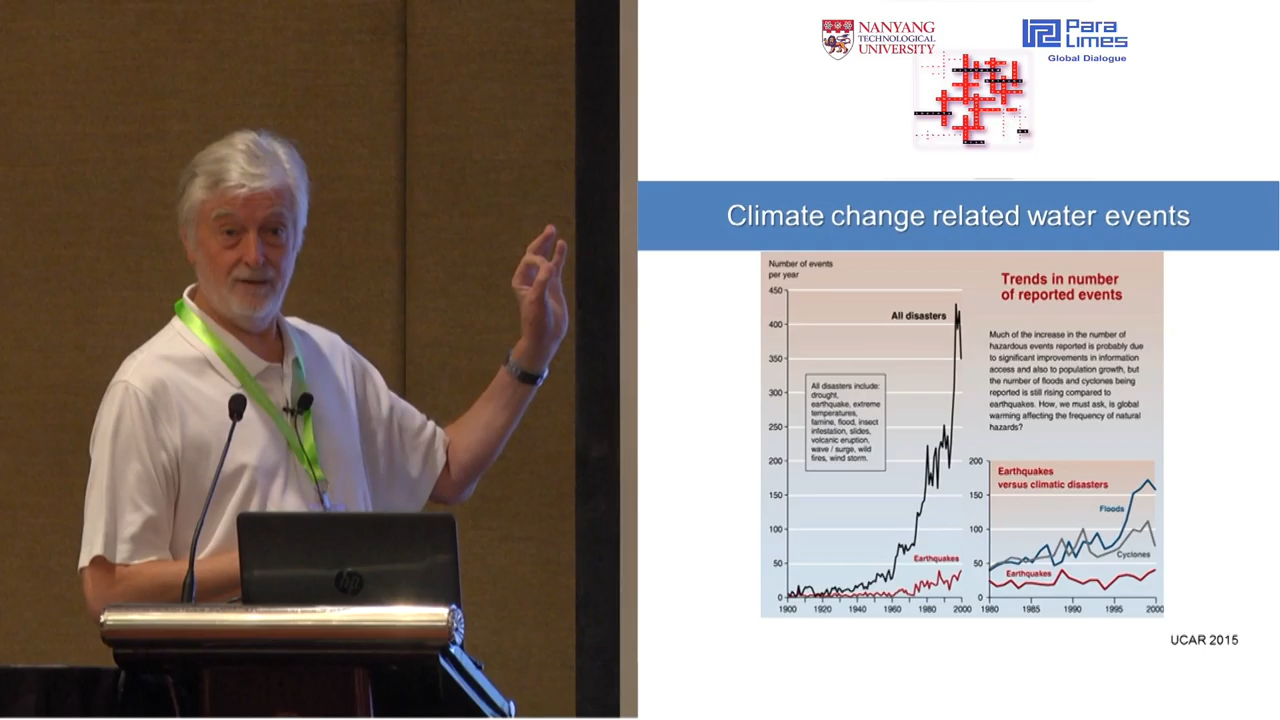 NANYANG
TECHNOLOGICAL
UNIVERSITY
Para
Limes
Global Dialogue
Climate change related water events
Number of events
per year
Trends in number
of reported events
450
400
350
300
250
200
150
100
50
0
All disasters
All disasters include:
drought,
earthquake, extreme
temperatures,
famine, flood, insect
infestation, slides,
volcanic eruption,
wave / surge, wild
fires, wind storm.
Earthquakes
1900 1920 1940 1960 1980 2000
Much of the increase in the number of
hazardous events reported is probably due
to significant improvements in information
access and also to population growth, but
the number of floods and cyclones being
reported is still rising compared to
earthquakes. How, we must ask, is global
warming affecting the frequency of natural
hazards?
200
150
100
50
0
Earthquakes
versus climatic disasters
Floods
Cyclones
Earthquakes
1980 1985 1990 1995 2000
UCAR 2015
hp